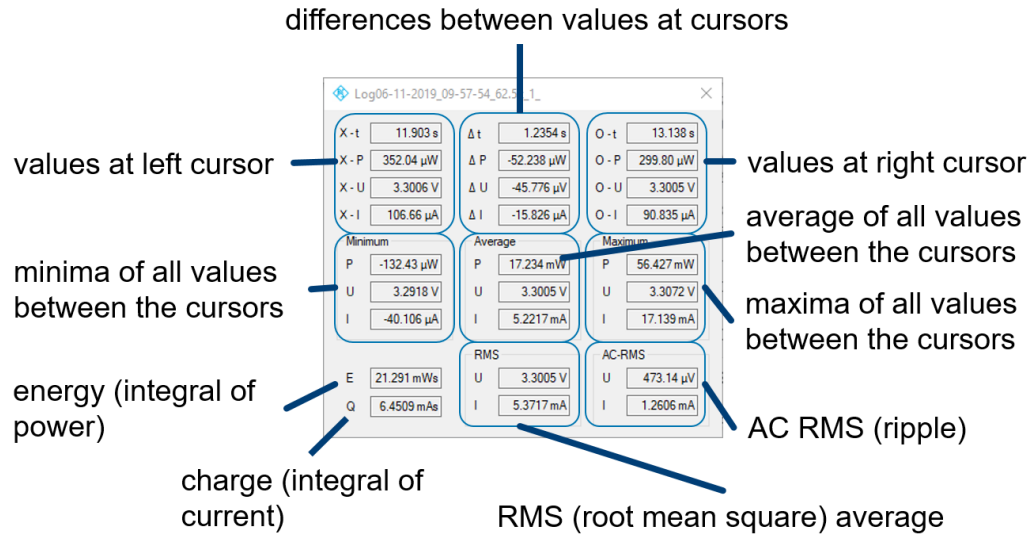 differences between values at cursors
Log06-11-2019_09-57-54_62.5_1_
X - t 11.903 s Δ t 1.2354 s O - t 13.138 s
values at left cursor X - P 352.04 µW Δ P -52.238 µW O - P 299.80 µW values at right cursor
X - U 3.3006 V Δ U -45.776 µV O - U 3.3005 V
X - I 106.66 µA Δ I -15.826 µA O - I 90.835 µA
average of all values
between the cursors
Minimum Average Maximum
P -132.43 µW P 17.234 mW P 56.427 mW
minima of all values
between the cursors
U 3.2918 V U 3.3005 V U 3.3072 V
maxima of all values
between the cursors
I -40.106 µA I 5.2217 mA I 17.139 mA
RMS AC-RMS
energy (integral of
power)
E 21.291 mWs U 3.3005 V U 473.14 µV
Q 6.4509 mAs I 5.3717 mA I 1.2606 mA
AC RMS (ripple)
charge (integral of
current)
RMS (root mean square) average